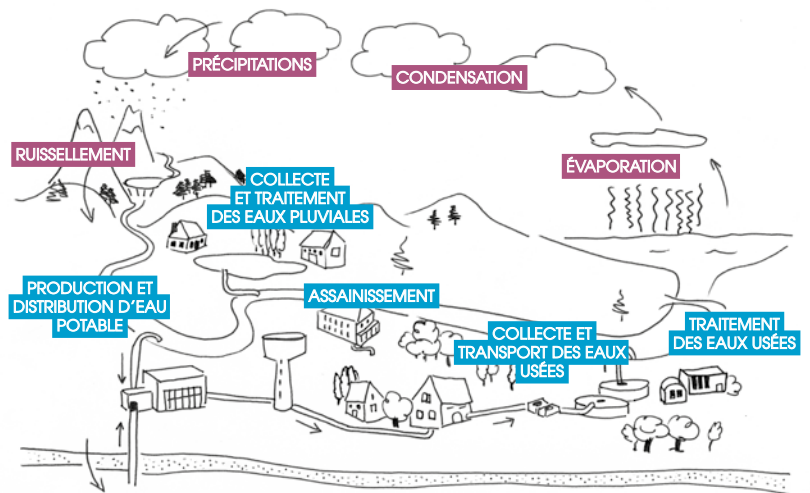 PRÉCIPITATIONS
CONDENSATION
RUISSELLEMENT
ÉVAPORATION
COLLECTE
ET TRAITEMENT
DES EAUX PLUVIALES
PRODUCTION ET
DISTRIBUTION D'EAU
POTABLE
ASSAINISSEMENT
COLLECTE ET
TRANSPORT DES EAUX
USÉES
TRAITEMENT
DES EAUX USÉES